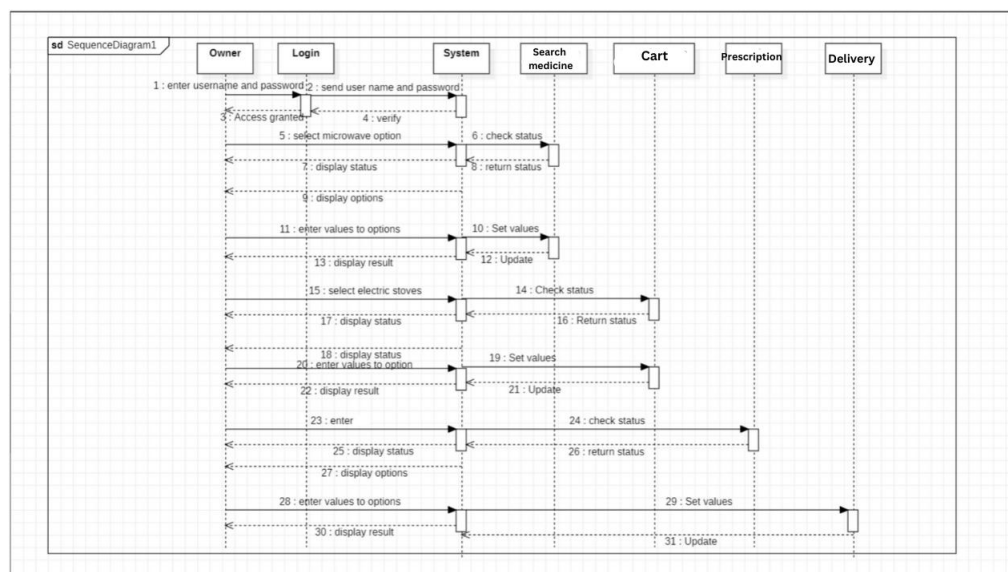 sd SequenceDiagram1
Owner
Login
System
Search
medicine
Cart
Prescription
Delivery
1 : enter username and password
2 : send user name and password
3 : Access granted
4 : verify
5 : select microwave option
6 : check status
7 : display status
8 : return status
9 : display options
11 : enter values to options
10 : Set values
12 : Update
13 : display result
15 : select electric stoves
14 : Check status
17 : display status
16 : Return status
18 : display status
19 : Set values
20 : enter values to option
22 : display result
21 : Update
23 : enter
24 : check status
25 : display status
26 : return status
27 : display options
28 : enter values to options
29 : Set values
30 : display result
31 : Update